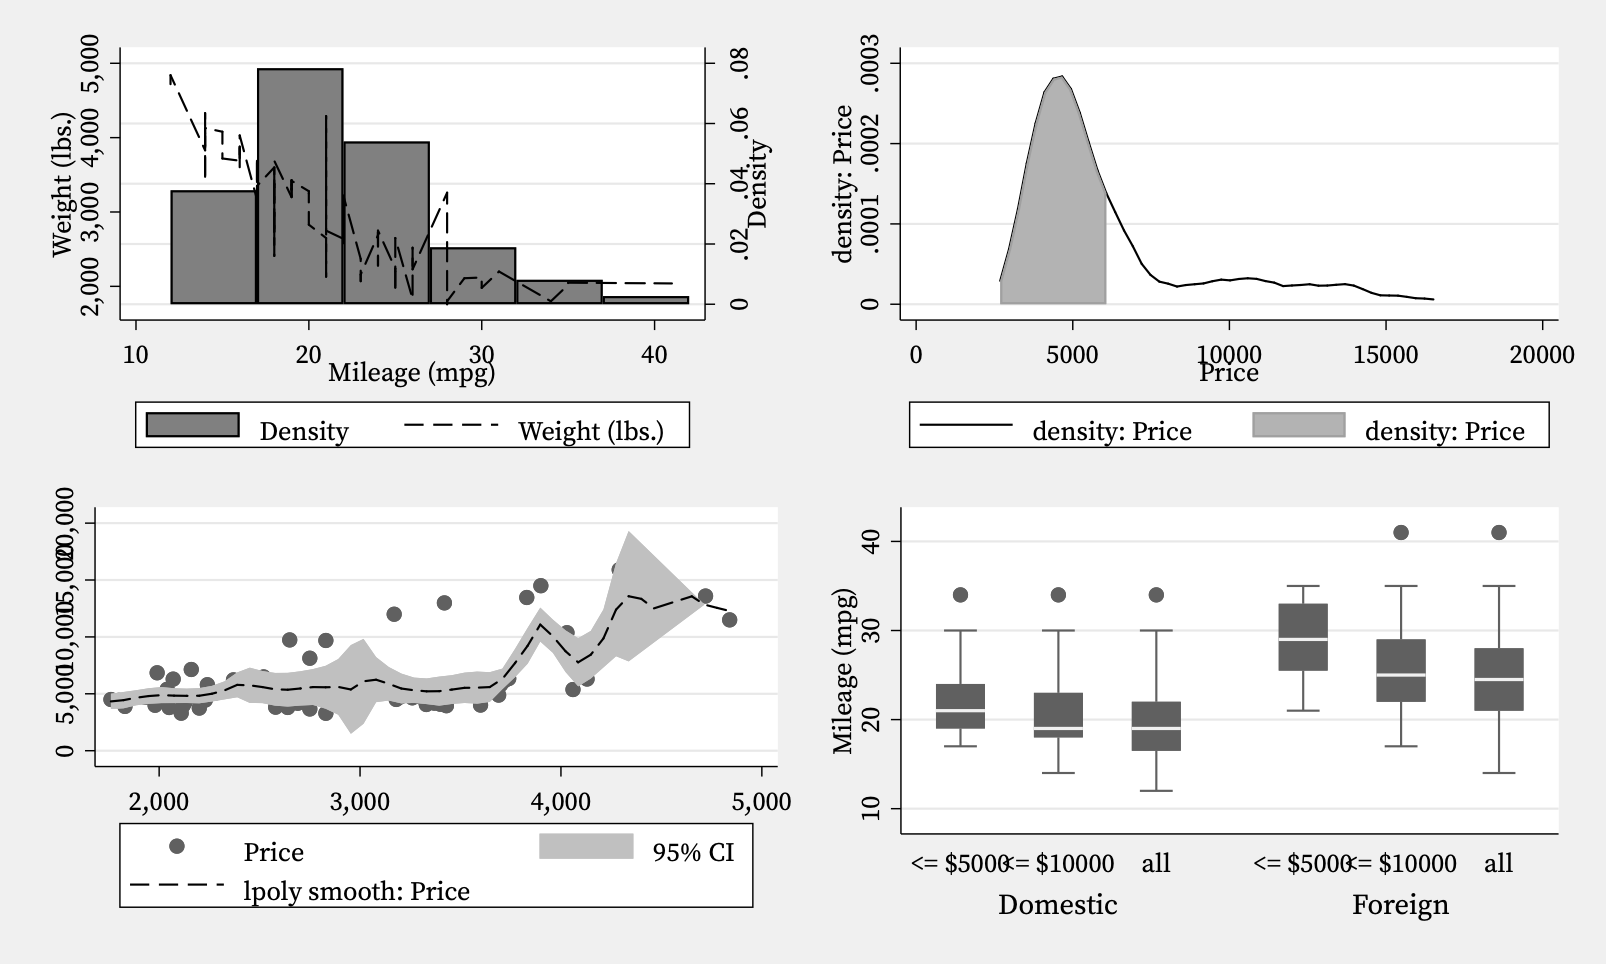 Weight (lbs.)
2,000 3,000 4,000 5,000
0 .02 .04 .06 .08
Density
10 20 30 40
Mileage (mpg)
Density Weight (lbs.)
density: Price
0 .0001 .0002 .0003
0 5000 10000 15000 20000
Price
density: Price density: Price
0 5,000 10,000 15,000 20,000
2,000 3,000 4,000 5,000
Price 95% CI
lpoly smooth: Price
Mileage (mpg)
10 20 30 40
<= $5000 <= $10000 all <= $5000 <= $10000 all
Domestic Foreign